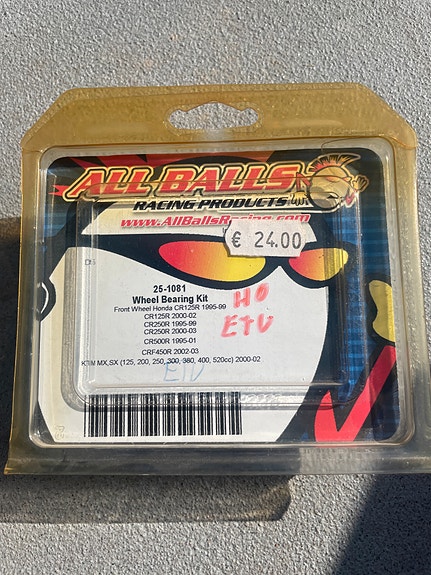 ALL BALLS
RACING PRODUCTS
www.AllBallsRacing.com
€ 24.00
25-1081
Wheel Bearing Kit
Front Wheel Honda CR125R 1995-99
CR125R 2000-02
CR250R 1995-99
CR250R 2000-03
CR500R 1995-01
CRF450R 2002-03
KTM MX,SX (125, 200, 250, 300, 380, 400, 520cc) 2000-02
HO
ETU
ETU